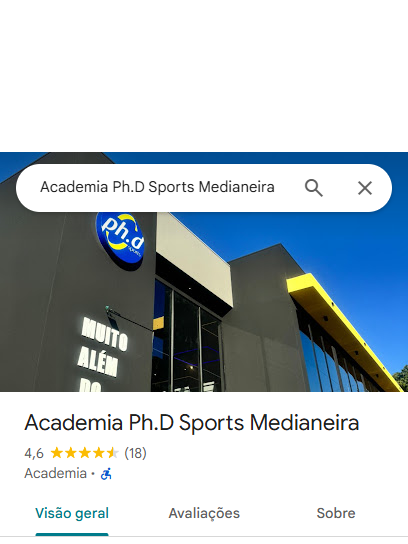 Academia Ph.D Sports Medianeira
ph.d
MUITO
ALÉM
DO
Academia Ph.D Sports Medianeira
4,6 (18)
Academia ·
Visão geral Avaliações Sobre